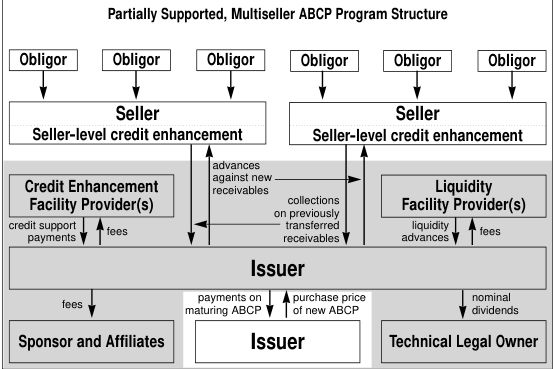 Partially Supported, Multiseller ABCP Program Structure
Obligor
Obligor
Obligor
Obligor
Obligor
Obligor
Seller
Seller-level credit enhancement
Seller
Seller-level credit enhancement
advances
against new
receivables
Credit Enhancement
Facility Provider(s)
collections
on previously
transferred
receivables
Liquidity
Facility Provider(s)
credit support
payments
fees
liquidity
advances
fees
Issuer
fees
payments on
maturing ABCP
purchase price
of new ABCP
nominal
dividends
Sponsor and Affiliates
Issuer
Technical Legal Owner